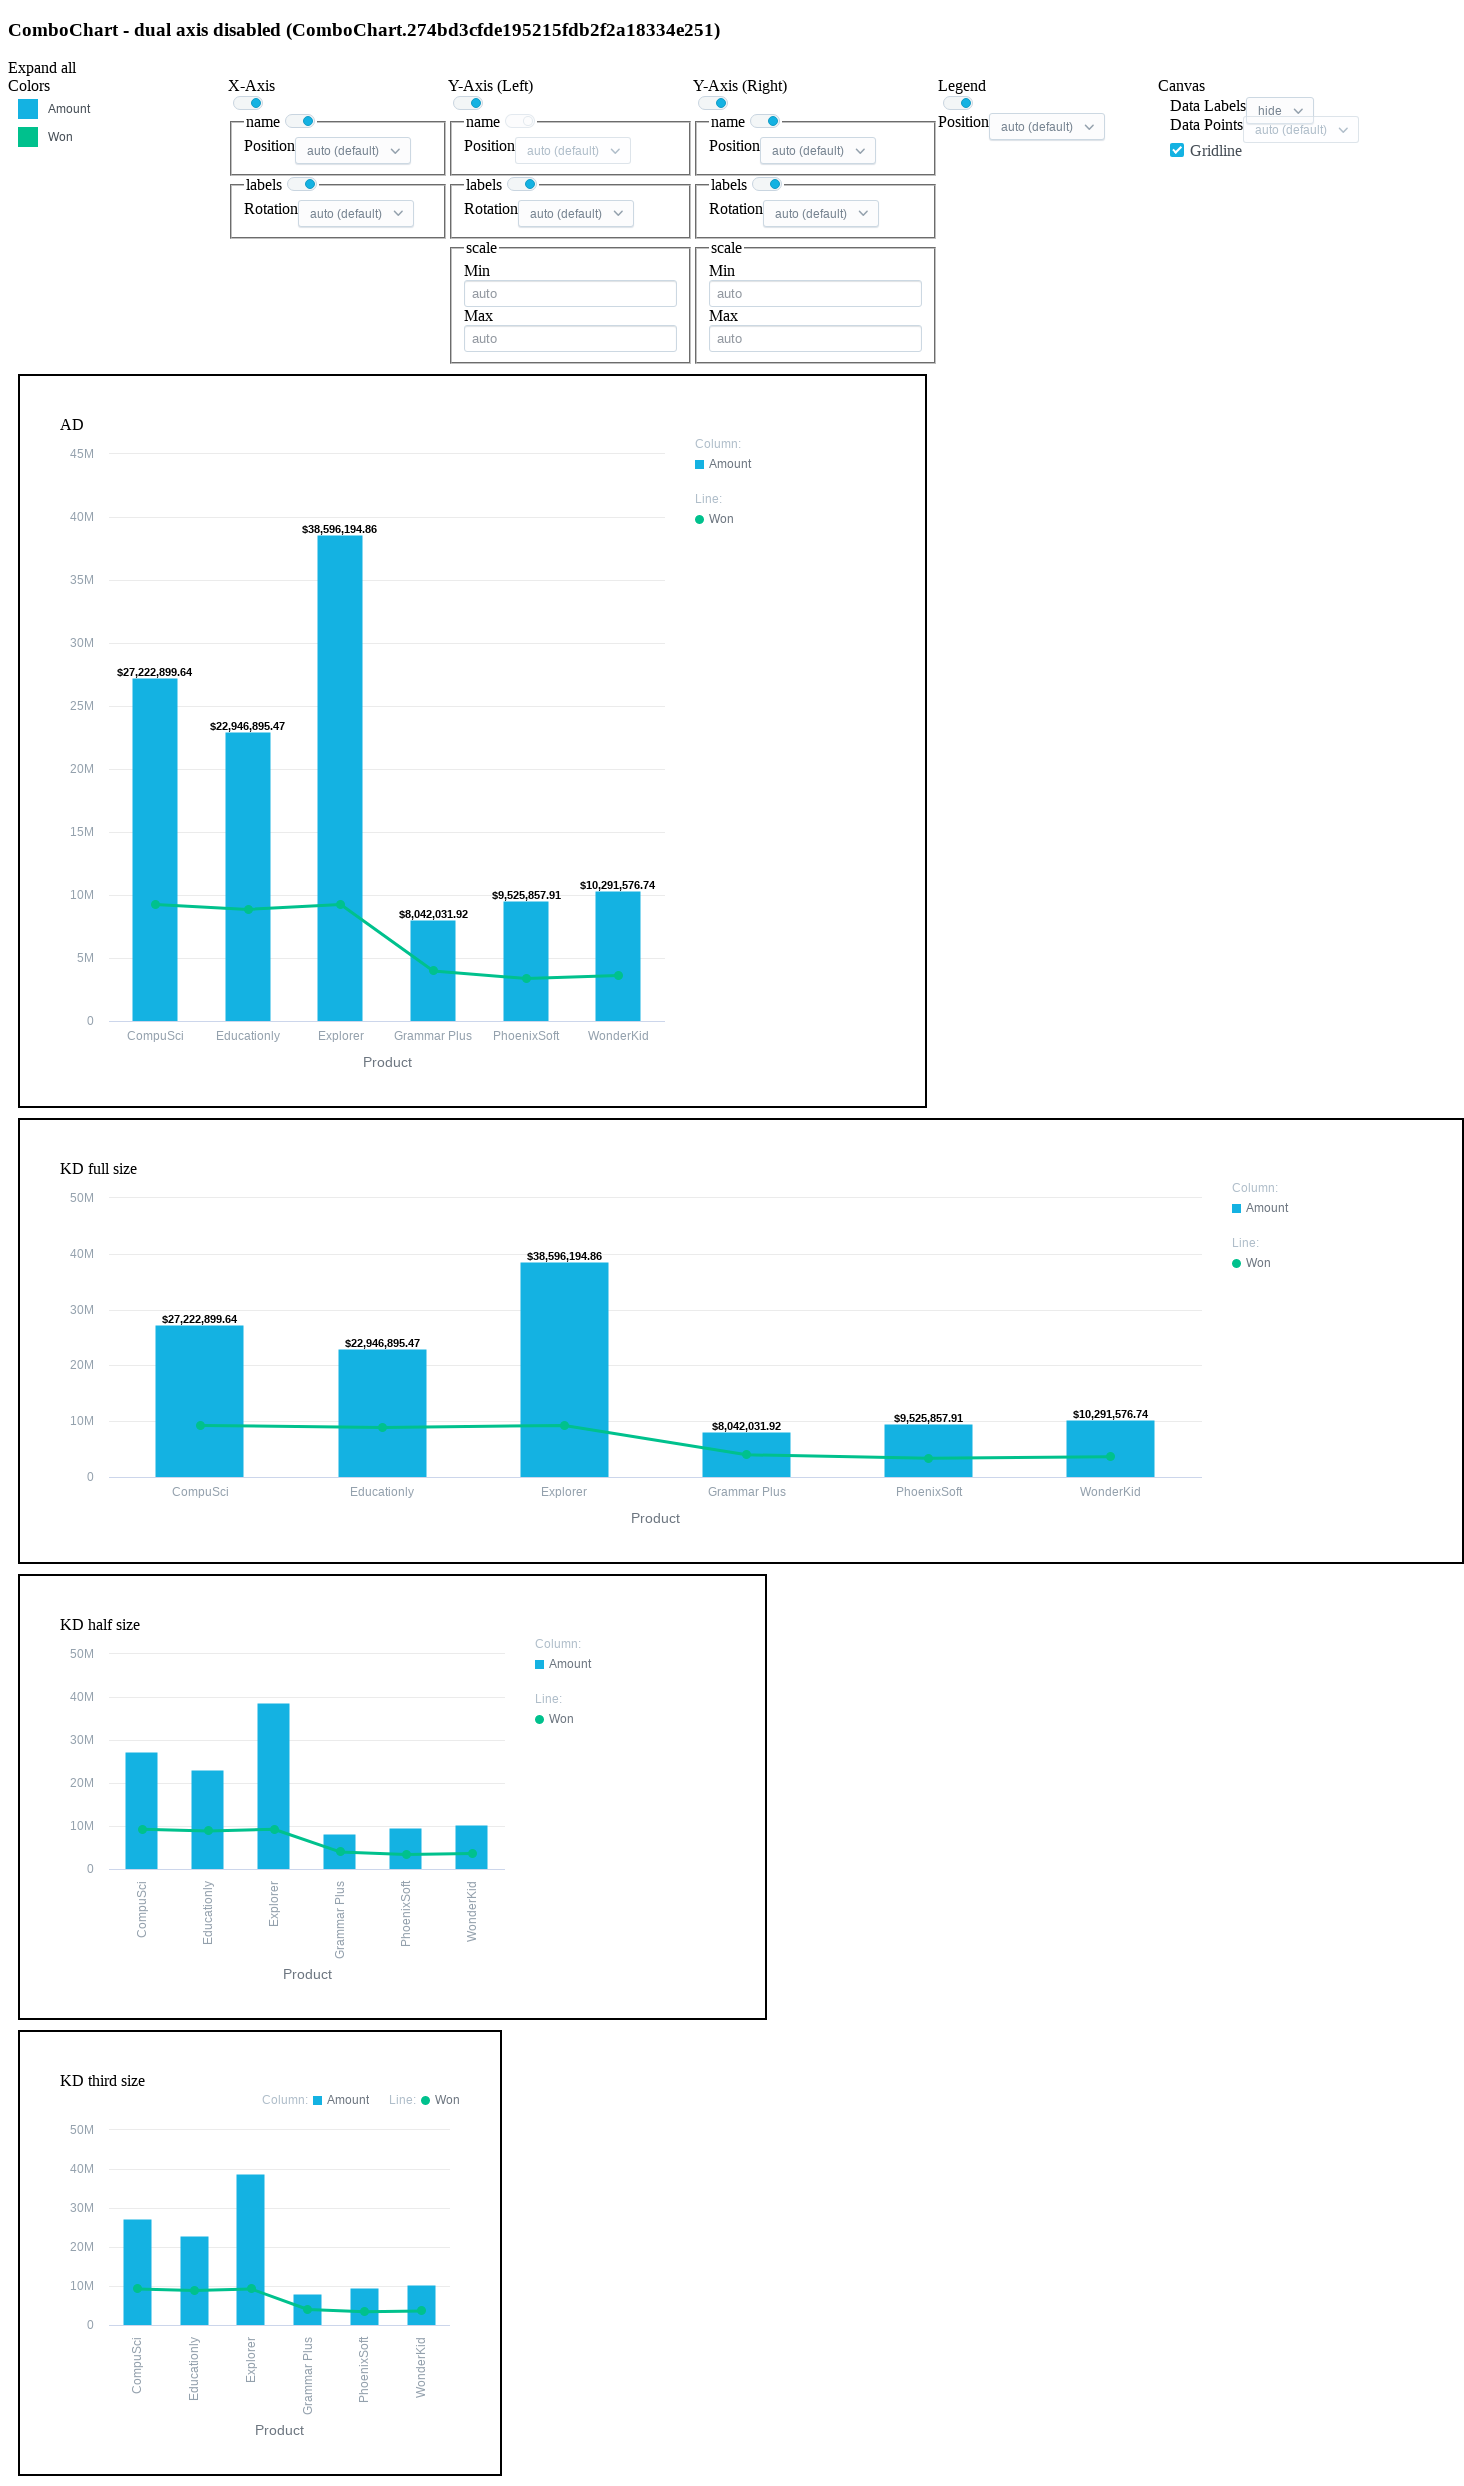 ComboChart - dual axis disabled (ComboChart.274bd3cfde195215fdb2f2a18334e251)
Expand all
Colors
Amount
Won
X-Axis
name
Position auto (default)
labels
Rotation auto (default)
Y-Axis (Left)
name
Position auto (default)
labels
Rotation auto (default)
scale
Min
auto
Max
auto
Y-Axis (Right)
name
Position auto (default)
labels
Rotation auto (default)
scale
Min
auto
Max
auto
Legend
Position auto (default)
Canvas
Data Labels hide
Data Points auto (default)
Gridline
AD
45M
40M
35M
30M
25M
20M
15M
10M
5M
0
$27,222,899.64
$22,946,895.47
$38,596,194.86
$8,042,031.92
$9,525,857.91
$10,291,576.74
CompuSci Educationly Explorer Grammar Plus PhoenixSoft WonderKid
Product
Column:
Amount
Line:
Won
KD full size
50M
40M
30M
20M
10M
0
$27,222,899.64
$22,946,895.47
$38,596,194.86
$8,042,031.92
$9,525,857.91
$10,291,576.74
CompuSci Educationly Explorer Grammar Plus PhoenixSoft WonderKid
Product
Column:
Amount
Line:
Won
KD half size
50M
40M
30M
20M
10M
0
CompuSci
Educationly
Explorer
Grammar Plus
PhoenixSoft
WonderKid
Product
Column:
Amount
Line:
Won
KD third size
Column: Amount Line: Won
50M
40M
30M
20M
10M
0
CompuSci
Educationly
Explorer
Grammar Plus
PhoenixSoft
WonderKid
Product